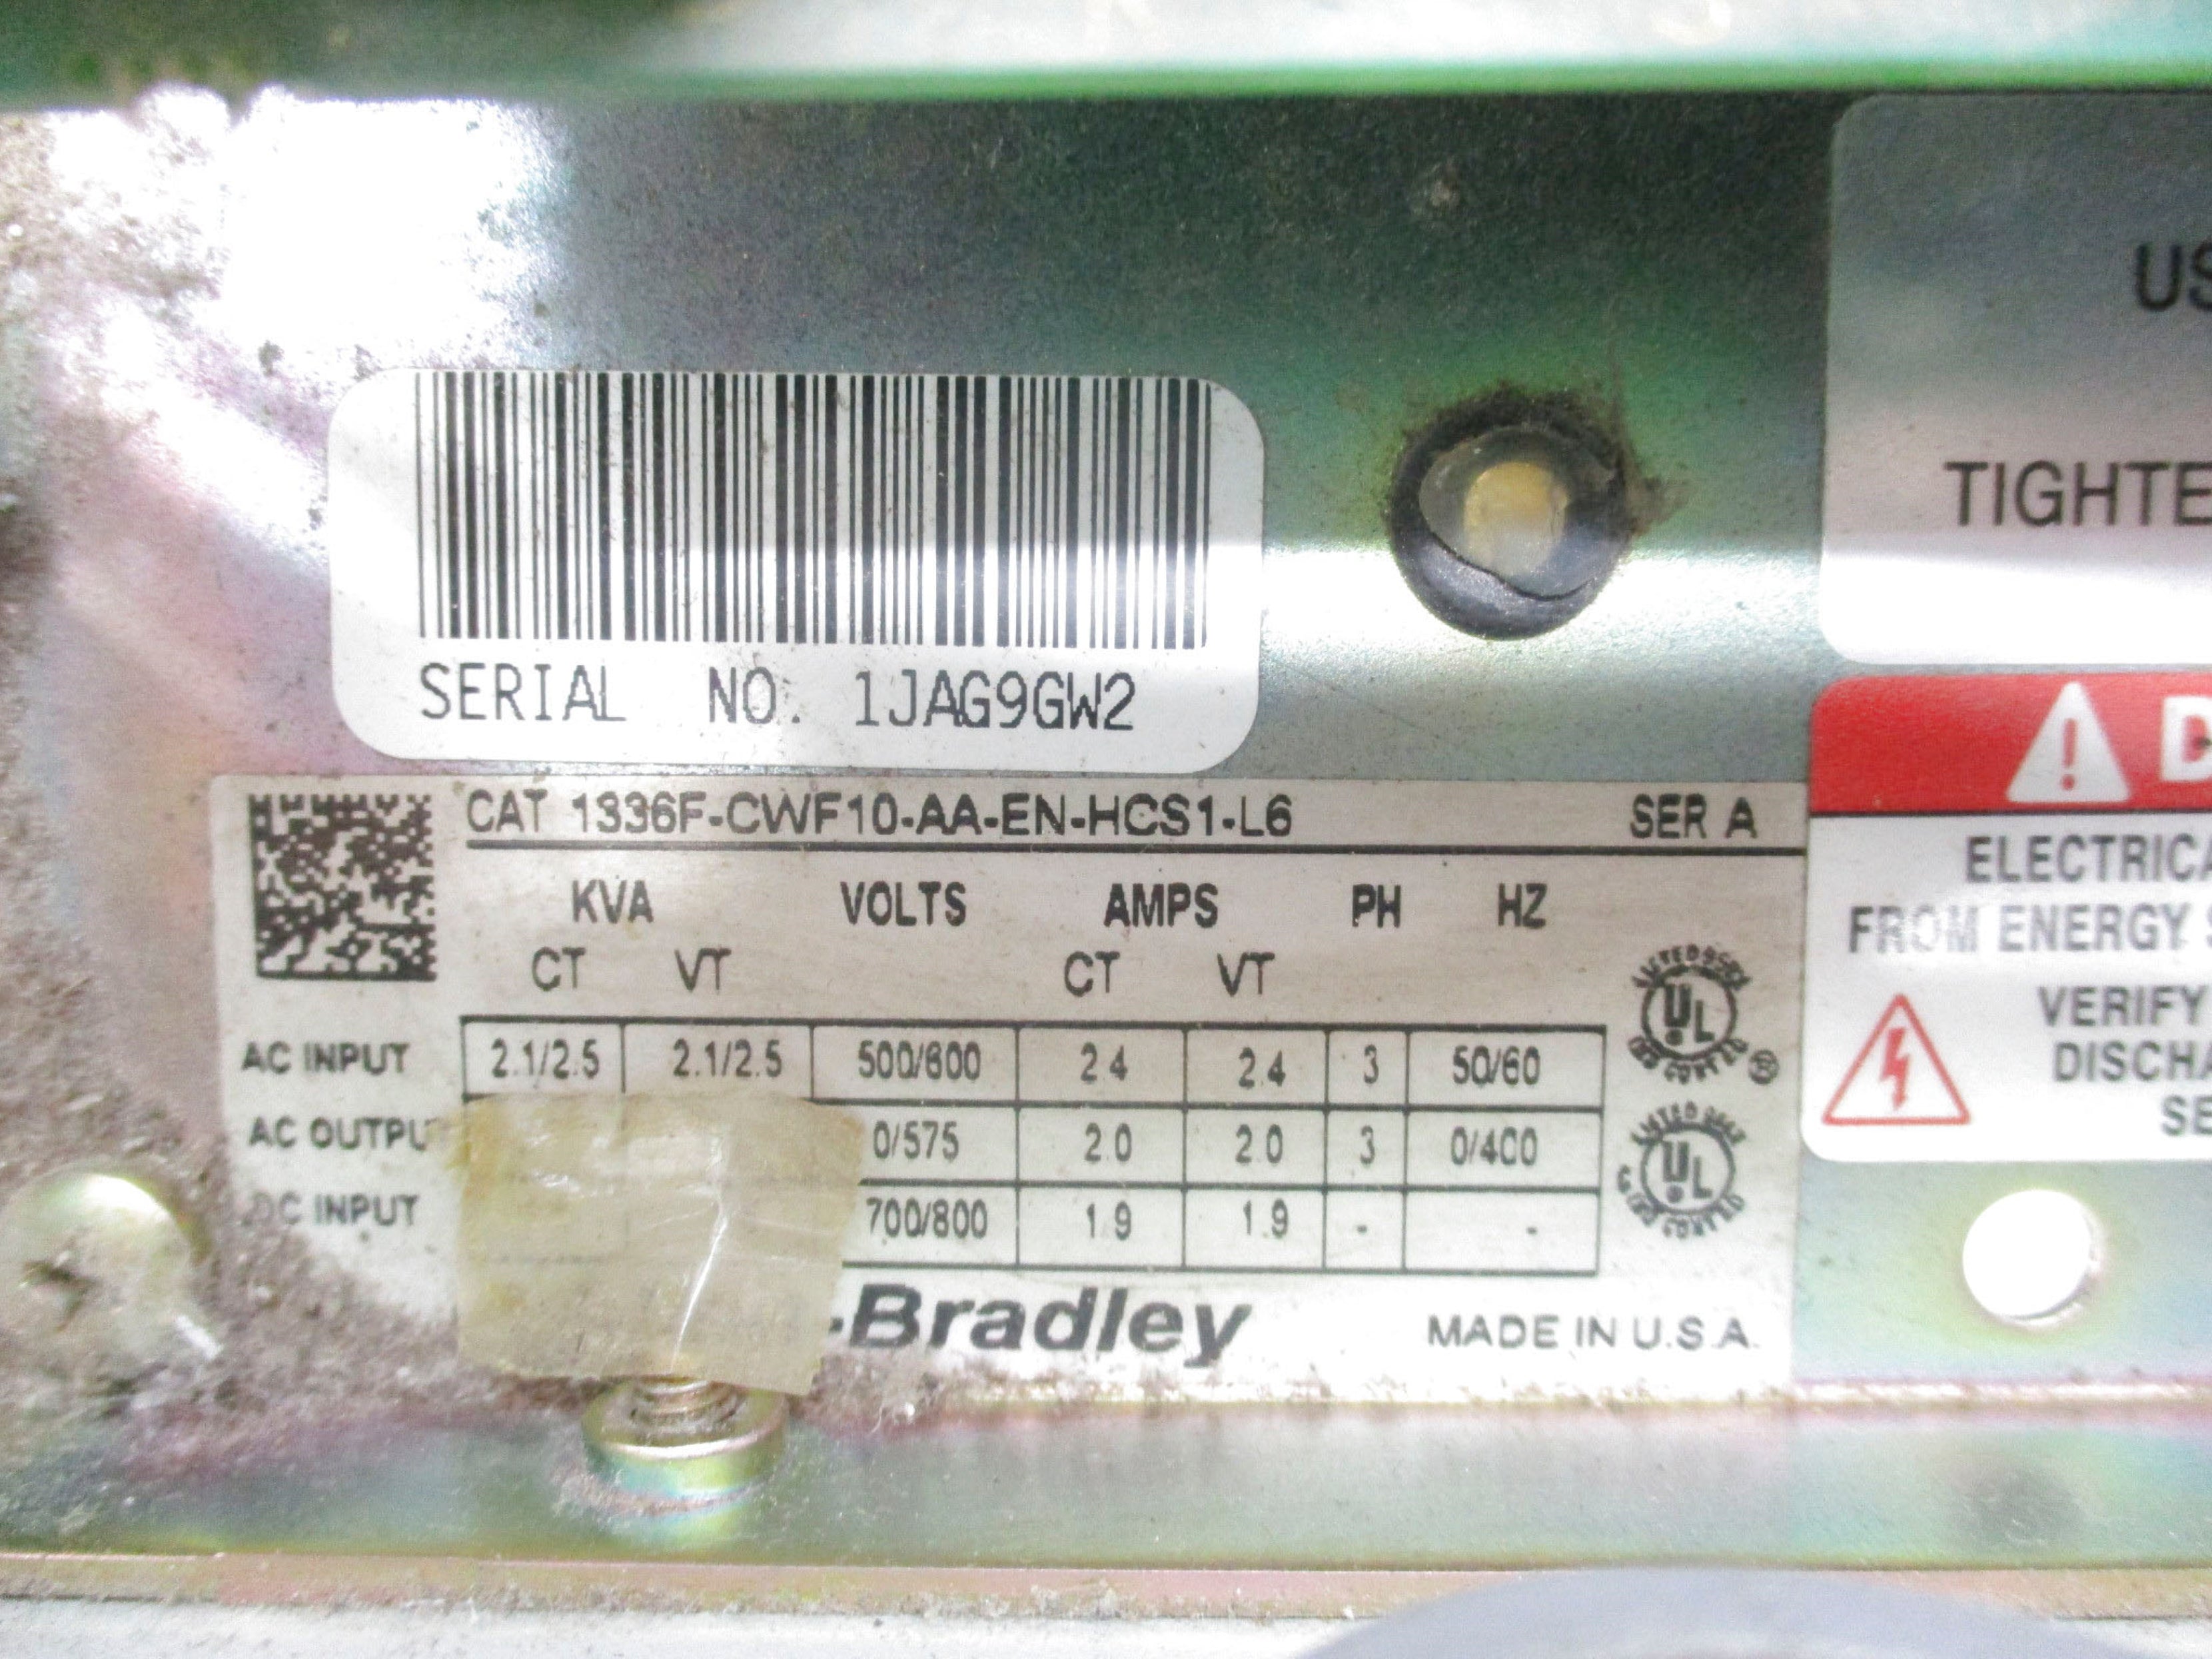 SERIAL NO. 1JAG9GW2
CAT 1336F-CWF10-AA-EN-HCS1-L6 SER A
KVA VOLTS AMPS PH HZ
CT VT CT VT
AC INPUT 2.1/2.5 2.1/2.5 500/600 2.4 2.4 3 50/60
AC OUTPU 0/575 2.0 2.0 3 0/400
DC INPUT 700/800 1.9 1.9 - -
-Bradley MADE IN U.S.A.
UL
®
UL
US
TIGHTE
D
ELECTRICA
FROM ENERGY
VERIFY
DISCHA
SE